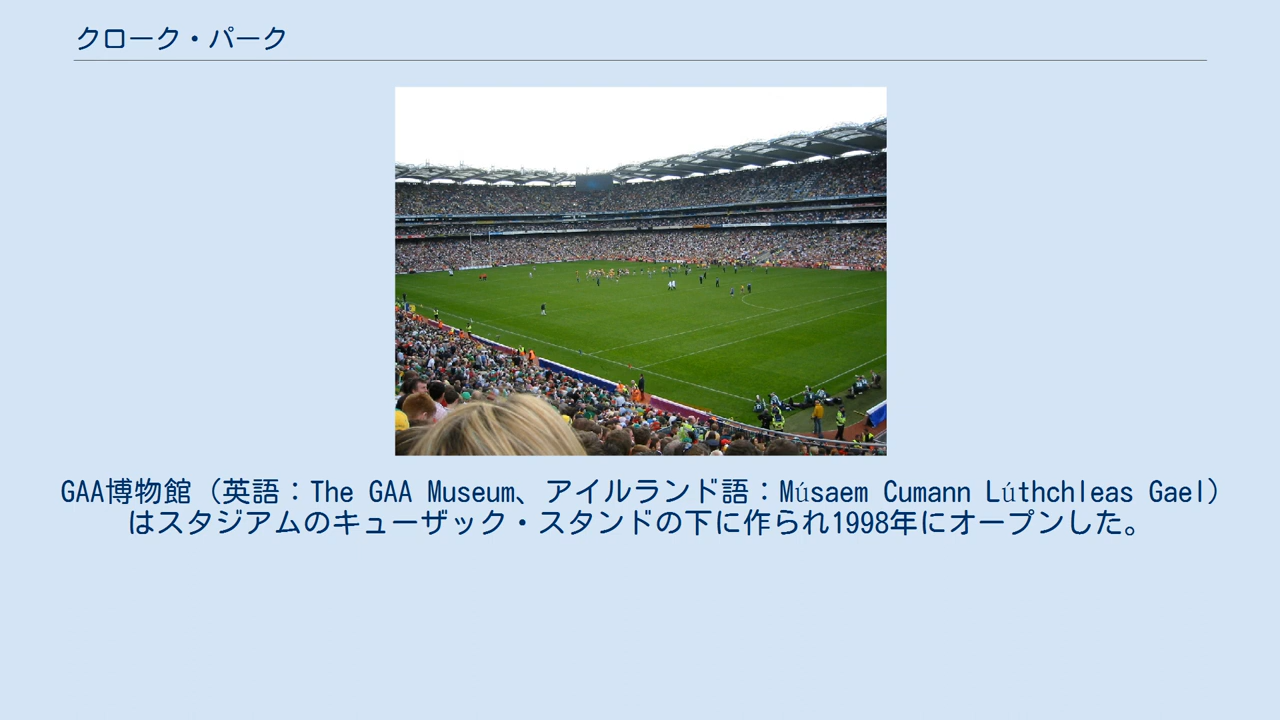 クローク・パーク
GAA博物館（英語：The GAA Museum、アイルランド語：Músaem Cumann Lúthchleas Gael）
はスタジアムのキューザック・スタンドの下に作られ1998年にオープンした。